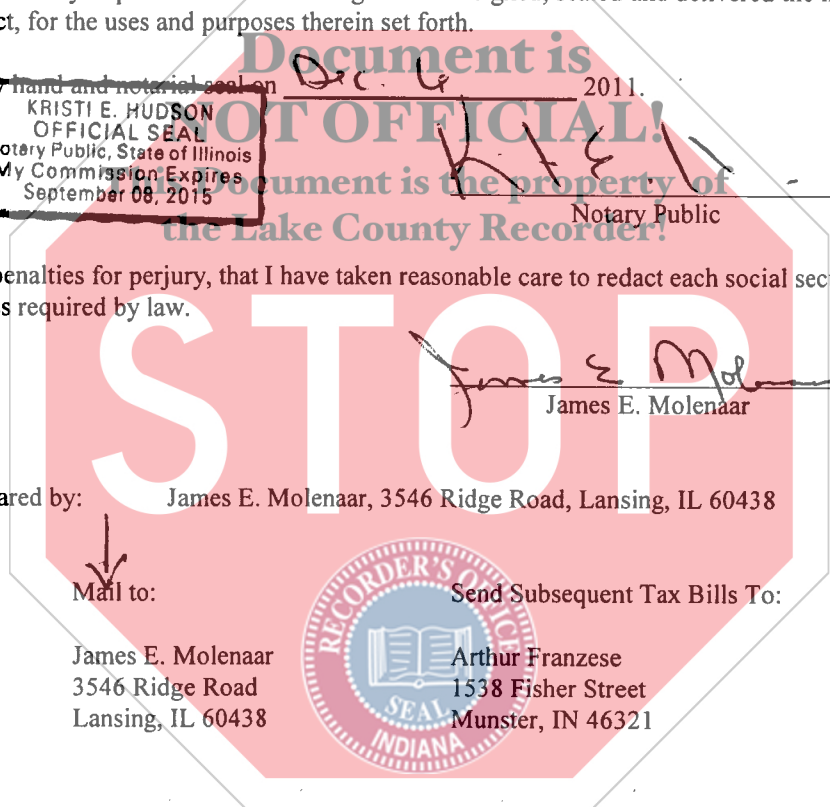 ct, for the uses and purposes therein set forth.
Document is
hand and notarial seal on Dec. 2011.
KRISTI E. HUDSON
OFFICIAL SEAL
otary Public, State of Illinois
My Commission Expires
September 08, 2015
NOT OFFICIAL!
This Document is the property of
Notary Public
the Lake County Recorder!
penalties for perjury, that I have taken reasonable care to redact each social sec
s required by law.
STOP
James E Molenaar
James E. Molenaar
ared by: James E. Molenaar, 3546 Ridge Road, Lansing, IL 60438
Mail to: Send Subsequent Tax Bills To:
James E. Molenaar Arthur Franzese
3546 Ridge Road 1538 Fisher Street
Lansing, IL 60438 Munster, IN 46321
RECORDER'S OFFICE
SEAL
INDIANA